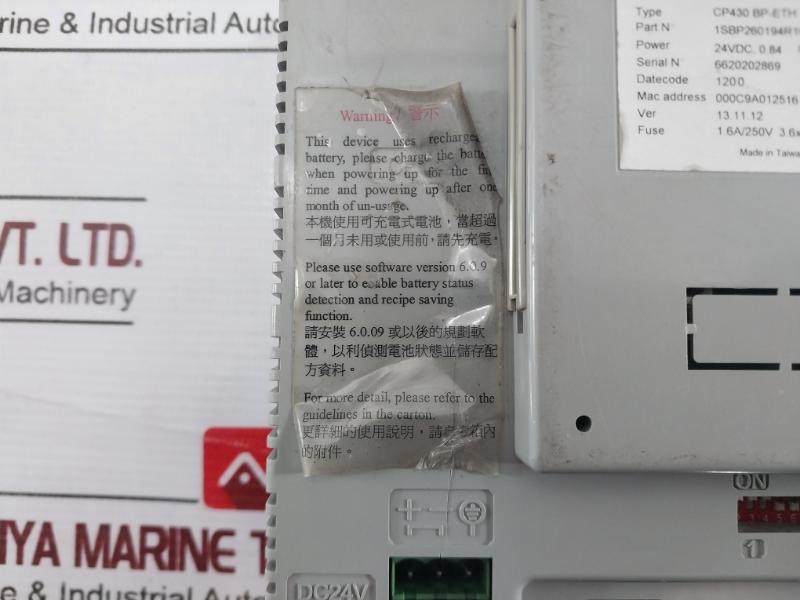 rine & Industrial Auto
VT. LTD.
Machinery
YA MARINE T
e & Industrial Auto
Warning! 警示
This device uses
battery, please charge the
when powering up for the
time and powering up after one
month of un-usage.
本機使用可充電式電池，當超過
一個月未用或使用前，請先充電。
Please use software version 6.0.9
or later to enable battery status
detection and recipe saving
function.
請安裝 6.0.09 或以後的規劃軟
體，以利偵測電池狀態並儲存配
方資料。
For more detail, please refer to the
guidelines in the carton.
更詳細的使用說明，請 箱內
的附件。
Type CP430 BP-ETH
Part N 1SBP260194R1
Power 24VDC, 0.84
Serial N 6620202869
Datecode 1200
Mac address 000C9A012516
Ver 13.11.12
Fuse 1.6A/250V 3.6x
Made in Taiwa
ON
1
DC24V